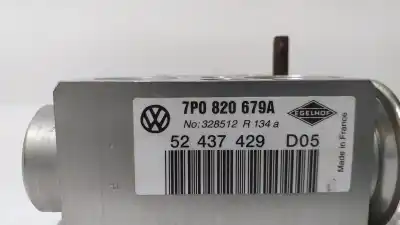 7P0 820 679A
No: 328512 R 134 a
EGELHOF
52 437 429 D05
Made in France